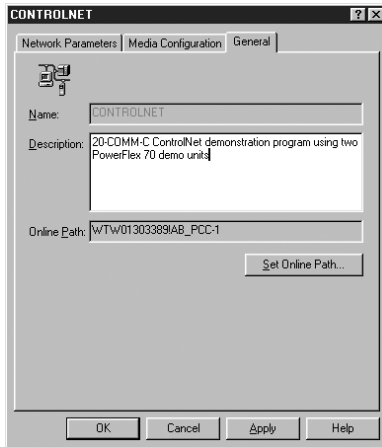 CONTROLNET
Network Parameters Media Configuration General
Name: CONTROLNET
Description: 20-COMM-C ControlNet demonstration program using two
PowerFlex 70 demo units
Online Path: WTW01303389!AB_PCC-1
Set Online Path...
OK Cancel Apply Help